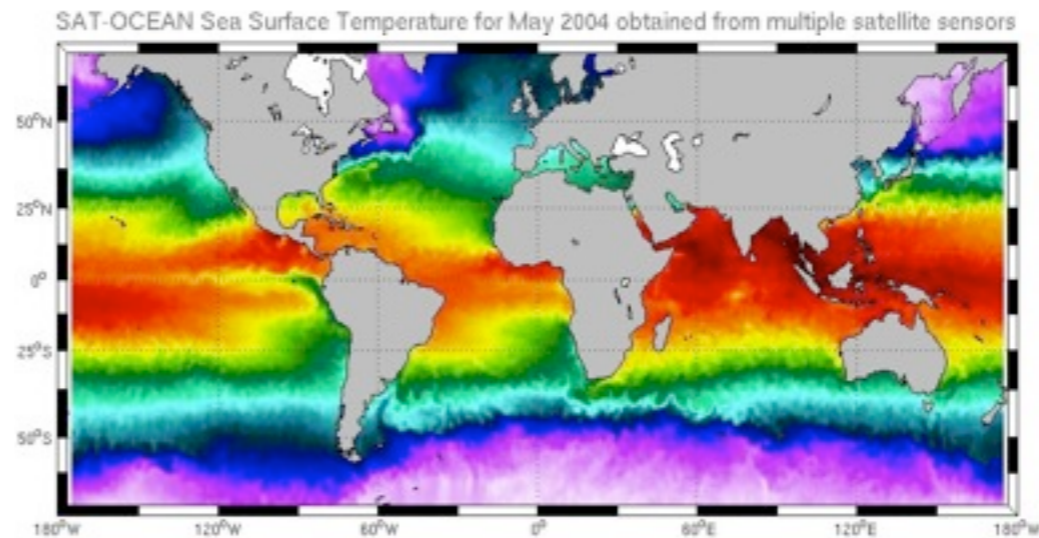 SAT-OCEAN Sea Surface Temperature for May 2004 obtained from multiple satellite sensors
50°N
25°N
0°
25°S
50°S
180°W 120°W 60°W 0° 60°E 120°E 180°W